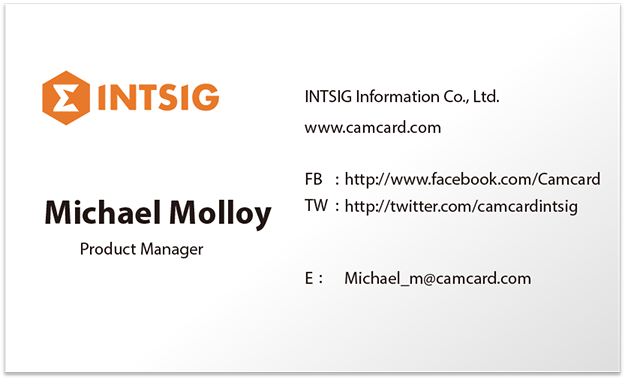 INTSIG
Michael Molloy
Product Manager
INTSIG Information Co., Ltd.
www.camcard.com
FB : http://www.facebook.com/Camcard
TW : http://twitter.com/camcardintsig
E : Michael_m@camcard.com